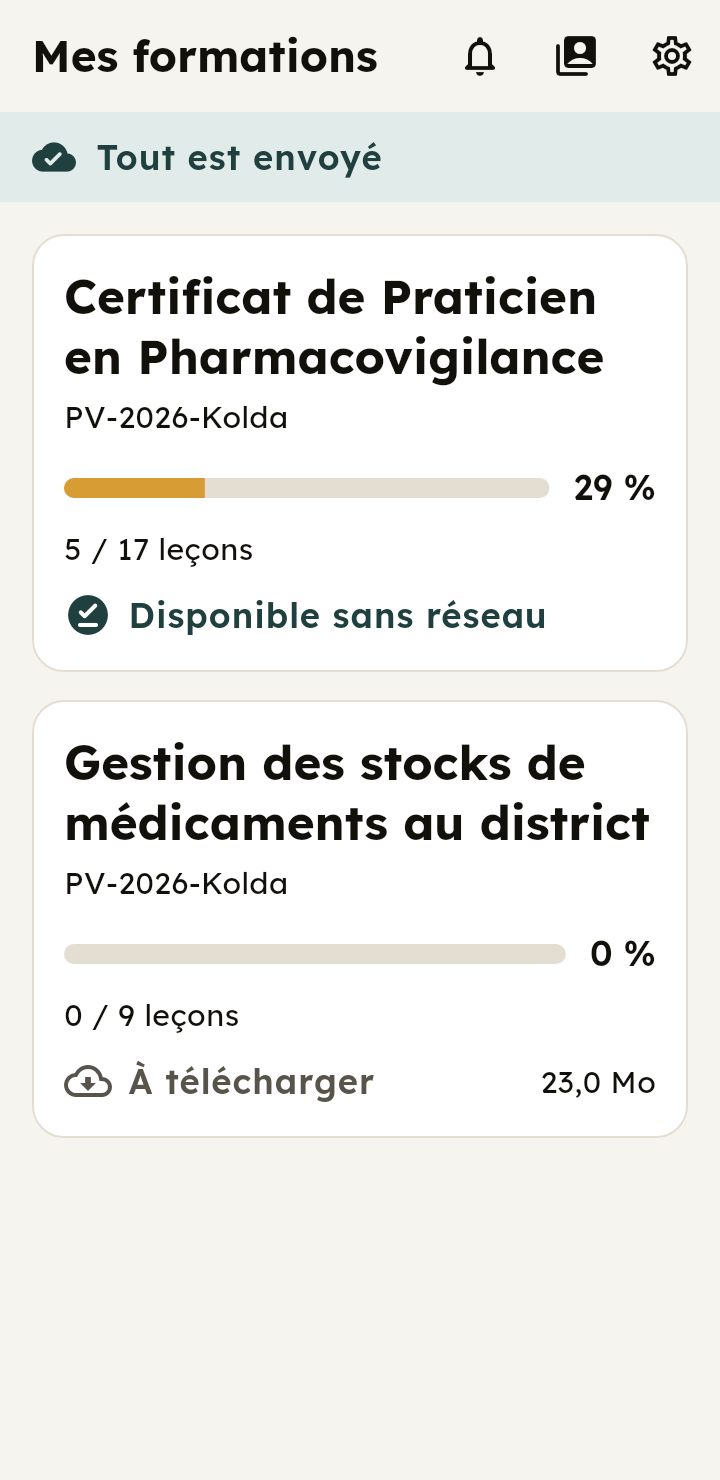 Mes formations
Tout est envoyé
Certificat de Praticien
en Pharmacovigilance
PV-2026-Kolda
29 %
5 / 17 leçons
Disponible sans réseau
Gestion des stocks de
médicaments au district
PV-2026-Kolda
0 %
0 / 9 leçons
À télécharger
23,0 Mo